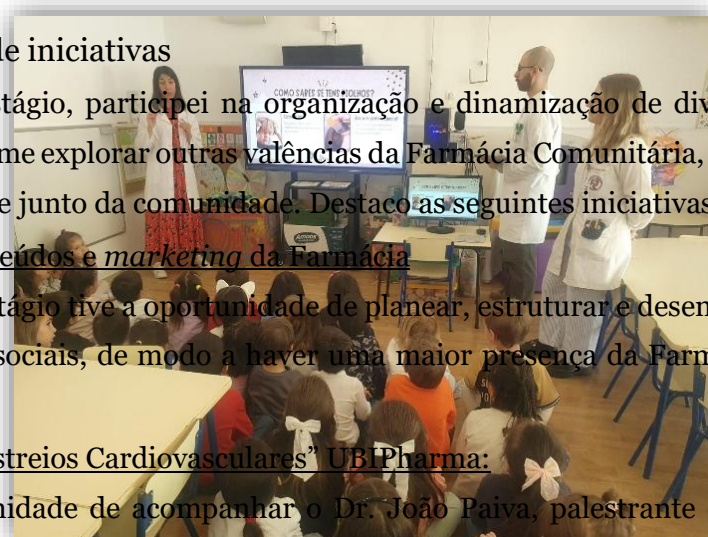 de iniciativas
stágio, participei na organização e dinamização de div
me explorar outras valências da Farmácia Comunitária,
e junto da comunidade. Destaco as seguintes iniciativas
COMO SABES SE TENS PIOLHOS?
eúdos e marketing da Farmácia
tágio tive a oportunidade de planear, estruturar e desen
sociais, de modo a haver uma maior presença da Farm
streios Cardiovasculares” UBIPharma:
nidade de acompanhar o Dr. João Paiva, palestrante